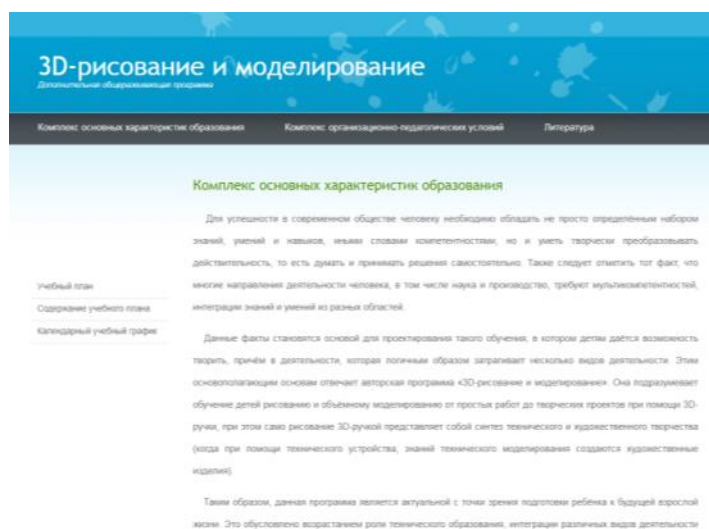 3D-рисование и моделирование
Дополнительная общеразвивающая программа
Комплекс основных характеристик образования
Комплекс организационно-педагогических условий
Литература
Комплекс основных характеристик образования
Для успешности в современном обществе человеку необходимо обладать не просто определённым набором
знаний, умений и навыков, иными словами компетентностями, но и уметь творчески преобразовывать
действительность, то есть думать и принимать решения самостоятельно. Также следует отметить тот факт, что
многие направления деятельности человека, в том числе наука и производство, требуют мультикомпетентностей,
интеграции знаний и умений из разных областей.
Учебный план
Содержание учебного плана
Календарный учебный график
Данные факты становятся основой для проектирования такого обучения, в котором детям даётся возможность
творить, причём в деятельности, которая логичным образом затрагивает несколько видов деятельности. Этим
основополагающим основам отвечает авторская программа «3D-рисование и моделирование». Она подразумевает
обучение детей рисованию и объёмному моделированию от простых работ до творческих проектов при помощи 3D-
ручки, при этом само рисование 3D-ручкой представляет собой синтез технического и художественного творчества
(когда при помощи технического устройства, знаний технического моделирования создаются художественные
изделия).
Таким образом, данная программа является актуальной с точки зрения подготовки ребёнка к будущей взрослой
жизни. Это обусловлено возрастанием роли технического образования, интеграции различных видов деятельности